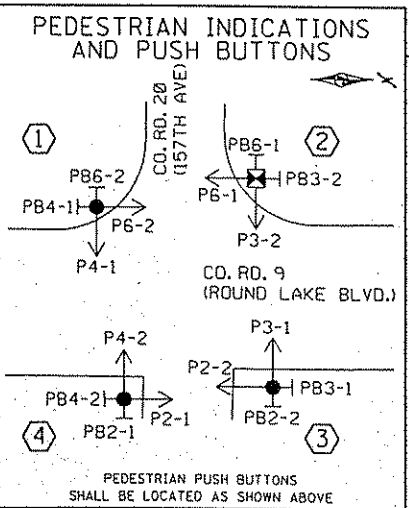 PEDESTRIAN INDICATIONS
AND PUSH BUTTONS
CO. RD. 20
(157TH AVE)
1
PB6-2
PB4-1
P6-2
P4-1
PB6-1
2
PB3-2
P6-1
P3-2
CO. RD. 9
(ROUND LAKE BLVD.)
P4-2
PB4-2
P2-1
4
PB2-1
P3-1
P2-2
PB3-1
PB2-2
3
PEDESTRIAN PUSH BUTTONS
SHALL BE LOCATED AS SHOWN ABOVE